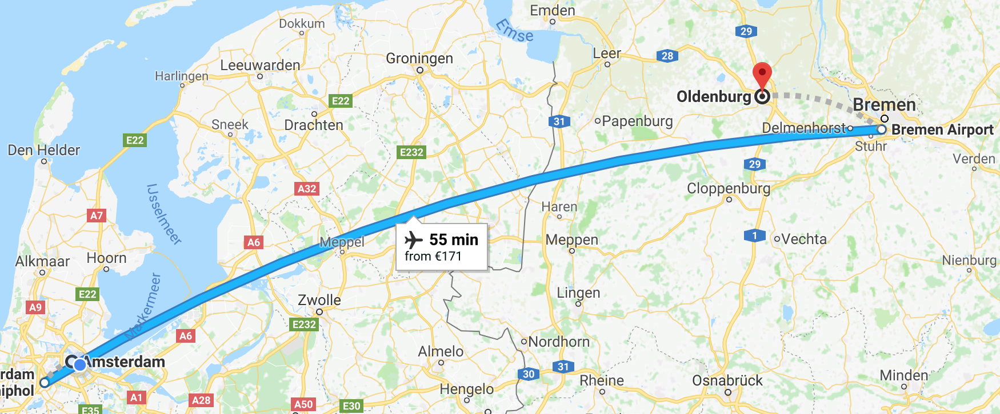 Emden
Emse
Dokkum
29
Leer
28
Groningen
Leeuwarden
Harlingen
E22
Oldenburg
Bremen
Sneek
Drachten
31
Papenburg
Delmenhorst
Bremen Airport
E22
Stuhr
Den Helder
E232
Verden
29
IJsselmeer
A32
Cloppenburg
Haren
A7
55 min
from €171
Meppen
1
Vechta
A6
Meppel
Alkmaar
Hoorn
Nienburg
Markermeer
E22
Zwolle
Lingen
A9
E232
A6
Nordhorn
Almelo
Amsterdam
31
30
rdam
iphol
Rheine
Osnabrück
Minden
Hengelo
A1
A28
A50
E30
E35